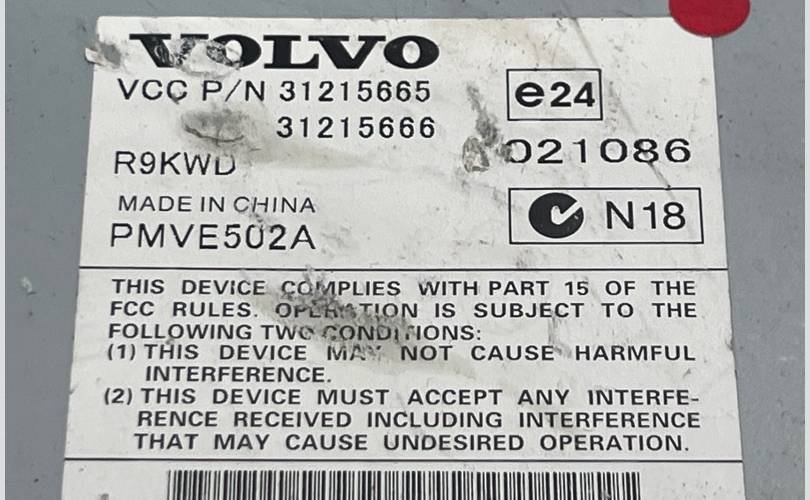 VOLVO
VCC P/N 31215665
31215666
e24
021086
R9KWD
MADE IN CHINA
N18
PMVE502A
THIS DEVICE COMPLIES WITH PART 15 OF THE
FCC RULES. OPERATION IS SUBJECT TO THE
FOLLOWING TWO CONDITIONS:
(1) THIS DEVICE MAY NOT CAUSE HARMFUL
INTERFERENCE.
(2) THIS DEVICE MUST ACCEPT ANY INTERFE-
RENCE RECEIVED INCLUDING INTERFERENCE
THAT MAY CAUSE UNDESIRED OPERATION.